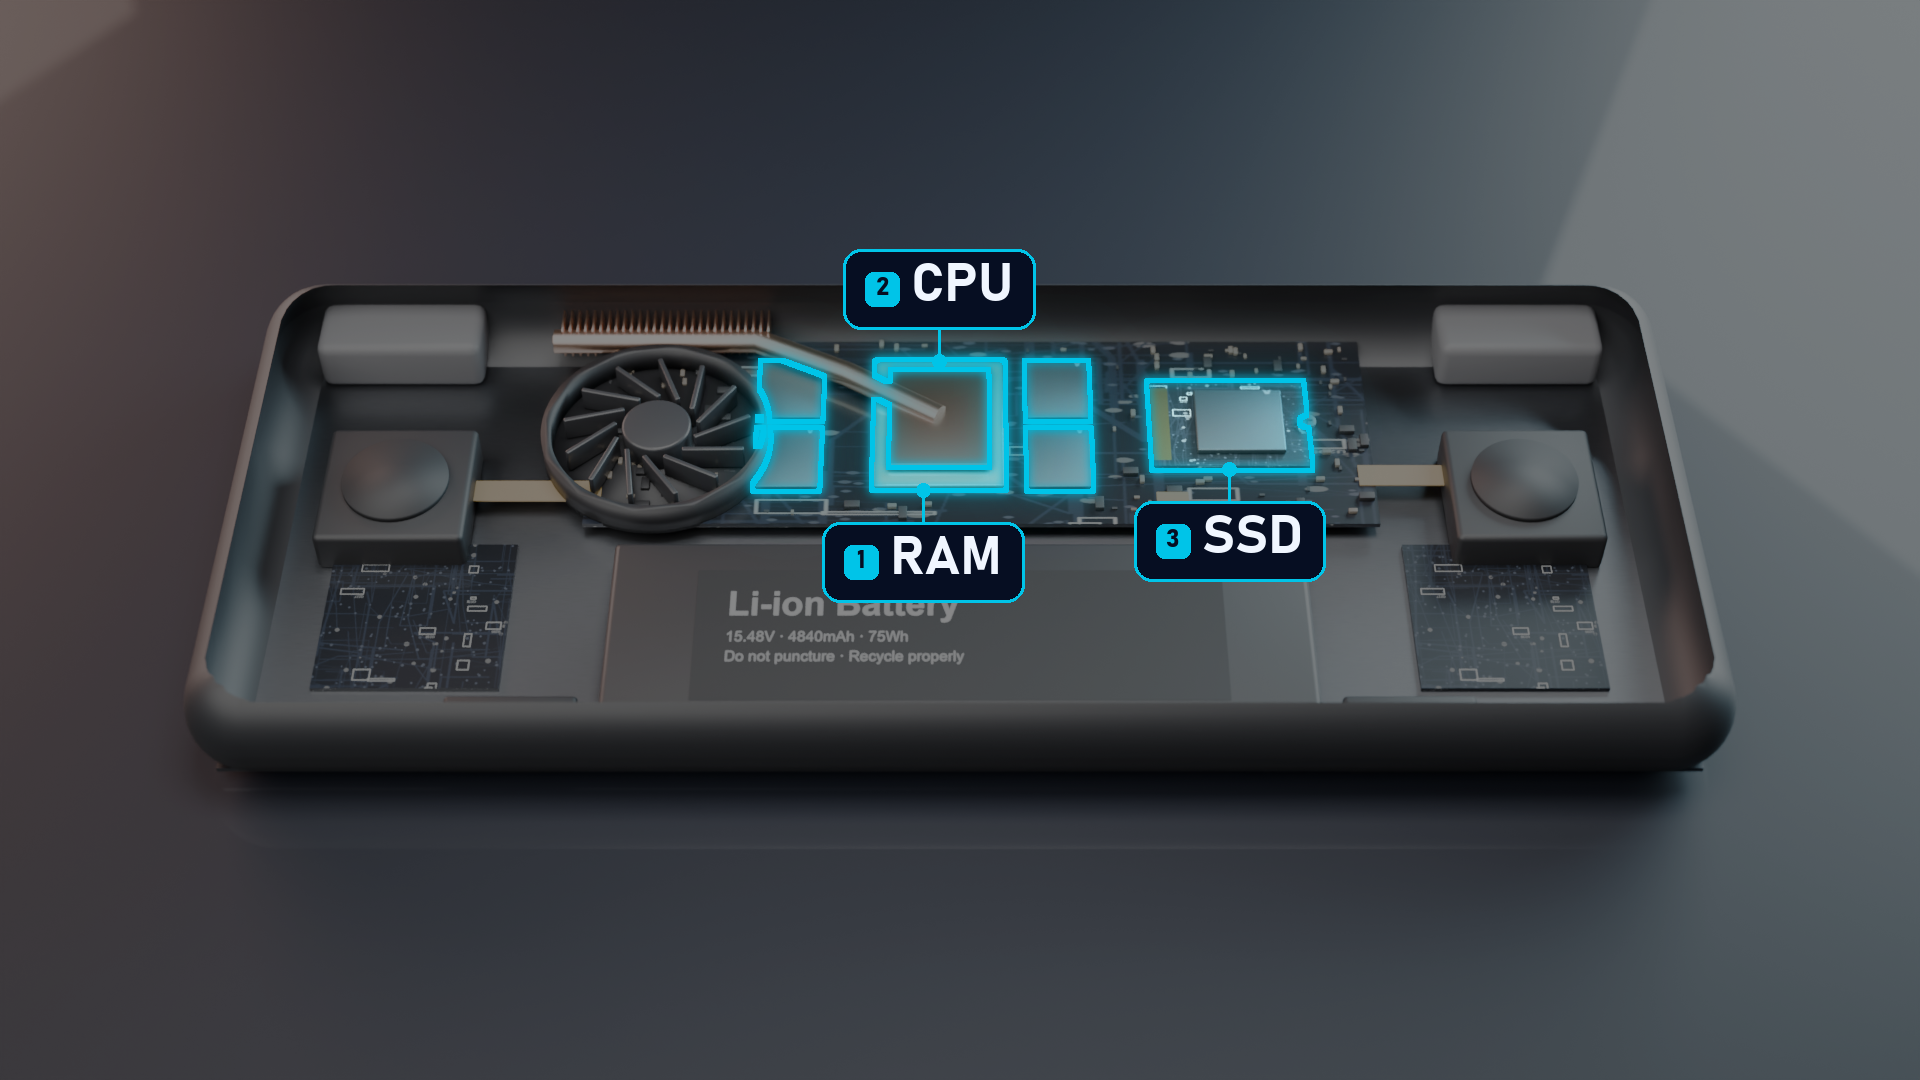 2 CPU
1 RAM
3 SSD
Li-ion Battery
15.48V · 4840mAh · 75Wh
Do not puncture · Recycle properly